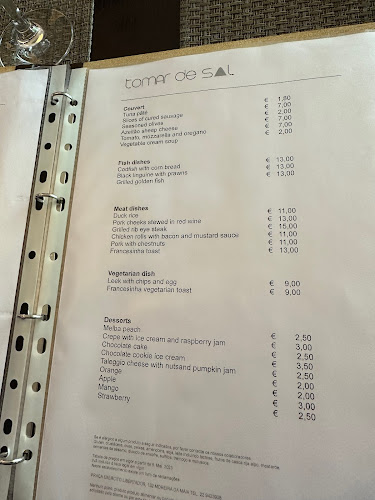 tomar de SAL
Couvert
Tuna pâté € 1,60
Slices of cured sausage € 7,00
Seasoned olives € 2,00
Azeitão sheep cheese € 7,00
Tomato, mozzarella and oregano € 7,00
Vegetable cream soup € 2,00
Fish dishes
Codfish with corn bread € 13,00
Black linguine with prawns € 13,00
Grilled golden fish € 13,00
Meat dishes
Duck rice € 11,00
Pork cheeks stewed in red wine € 13,00
Grilled rib eye steak € 15,00
Chicken rolls with bacon and mustard sauce € 11,00
Pork with chestnuts € 11,00
Francesinha toast € 13,00
Vegetarian dish
Leek with chips and egg € 9,00
Francesinha vegetarian toast € 9,00
Desserts
Melba peach € 2,50
Crepe with ice cream and raspberry jam € 3,00
Chocolate cake € 2,50
Chocolate cookie ice cream € 3,50
Taleggio cheese with nutsand pumpkin jam € 2,50
Orange € 2,00
Apple € 2,00
Mango € 3,00
Strawberry € 2,50